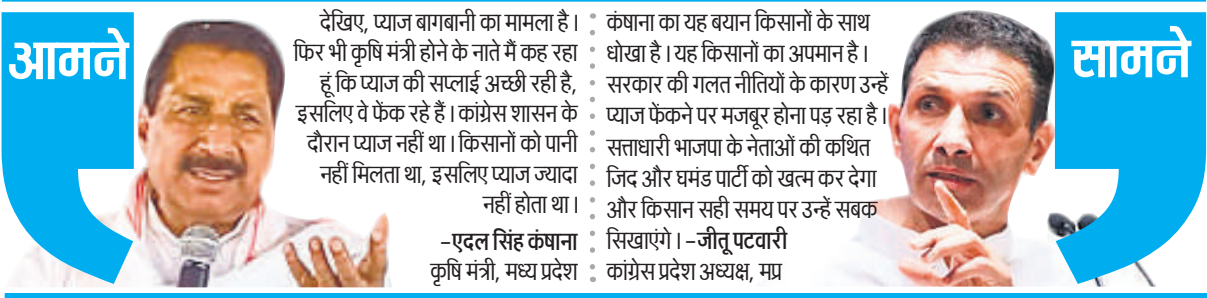 आमने
देखिए, प्याज बागबानी का मामला है।
फिर भी कृषि मंत्री होने के नाते मैं कह रहा
हूं कि प्याज की सप्लाई अच्छी रही है,
इसलिए वे फेंक रहे हैं। कांग्रेस शासन के
दौरान प्याज नहीं था। किसानों को पानी
नहीं मिलता था, इसलिए प्याज ज्यादा
नहीं होता था।
–एदल सिंह कंषाना
कृषि मंत्री, मध्य प्रदेश
कंषाना का यह बयान किसानों के साथ
धोखा है। यह किसानों का अपमान है।
सरकार की गलत नीतियों के कारण उन्हें
प्याज फेंकने पर मजबूर होना पड़ रहा है।
सत्ताधारी भाजपा के नेताओं की कथित
जिद और घमंड पार्टी को खत्म कर देगा
और किसान सही समय पर उन्हें सबक
सिखाएंगे। –जीतू पटवारी
कांग्रेस प्रदेश अध्यक्ष, मप्र
सामने